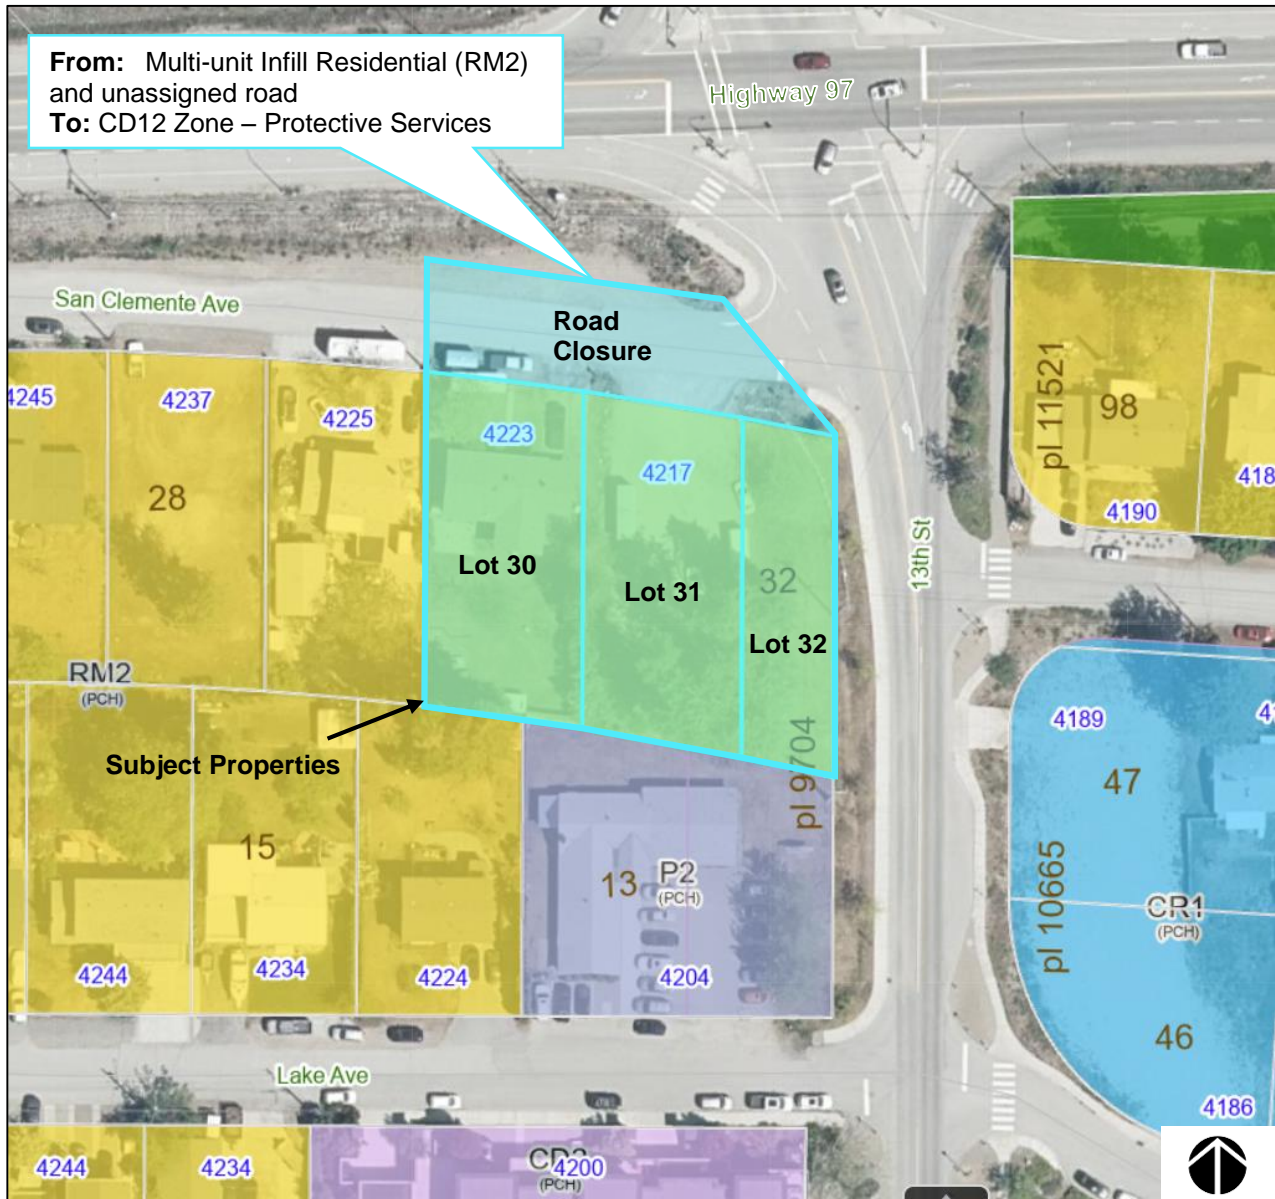 From: Multi-unit Infill Residential (RM2)
and unassigned road
To: CD12 Zone – Protective Services
Highway 97
San Clemente Ave
Road
Closure
4245
4237
4225
4223
4217
28
Lot 30
Lot 31
32
Lot 32
13th St
pl 11521
98
418
4190
RM2
(PCH)
Subject Properties
pl 9704
4189
47
15
13
P2
(PCH)
pl 10665
CR1
(PCH)
4244
4234
4224
4204
46
4186
Lake Ave
4244
4234
4200
(PCH)